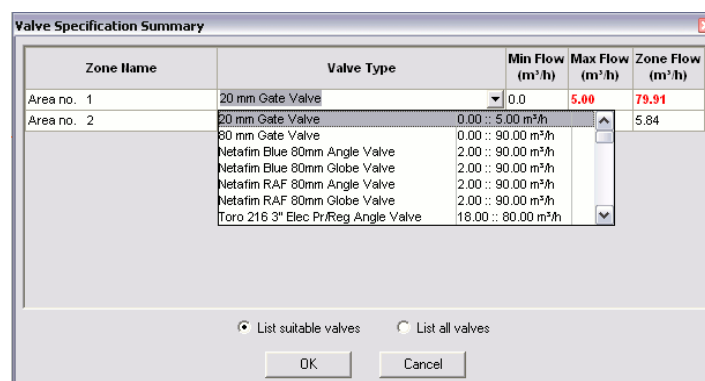 Valve Specification Summary
Zone Name Valve Type Min Flow (m³/h) Max Flow (m³/h) Zone Flow (m³/h)
Area no. 1 20 mm Gate Valve 0.0 5.00 79.91
Area no. 2 5.84
20 mm Gate Valve 0.00 :: 5.00 m³/h
80 mm Gate Valve 0.00 :: 90.00 m³/h
Netafim Blue 80mm Angle Valve 2.00 :: 90.00 m³/h
Netafim Blue 80mm Globe Valve 2.00 :: 90.00 m³/h
Netafim RAF 80mm Angle Valve 2.00 :: 90.00 m³/h
Netafim RAF 80mm Globe Valve 2.00 :: 90.00 m³/h
Toro 216 3" Elec Pr/Reg Angle Valve 18.00 :: 80.00 m³/h
List suitable valves List all valves
OK Cancel